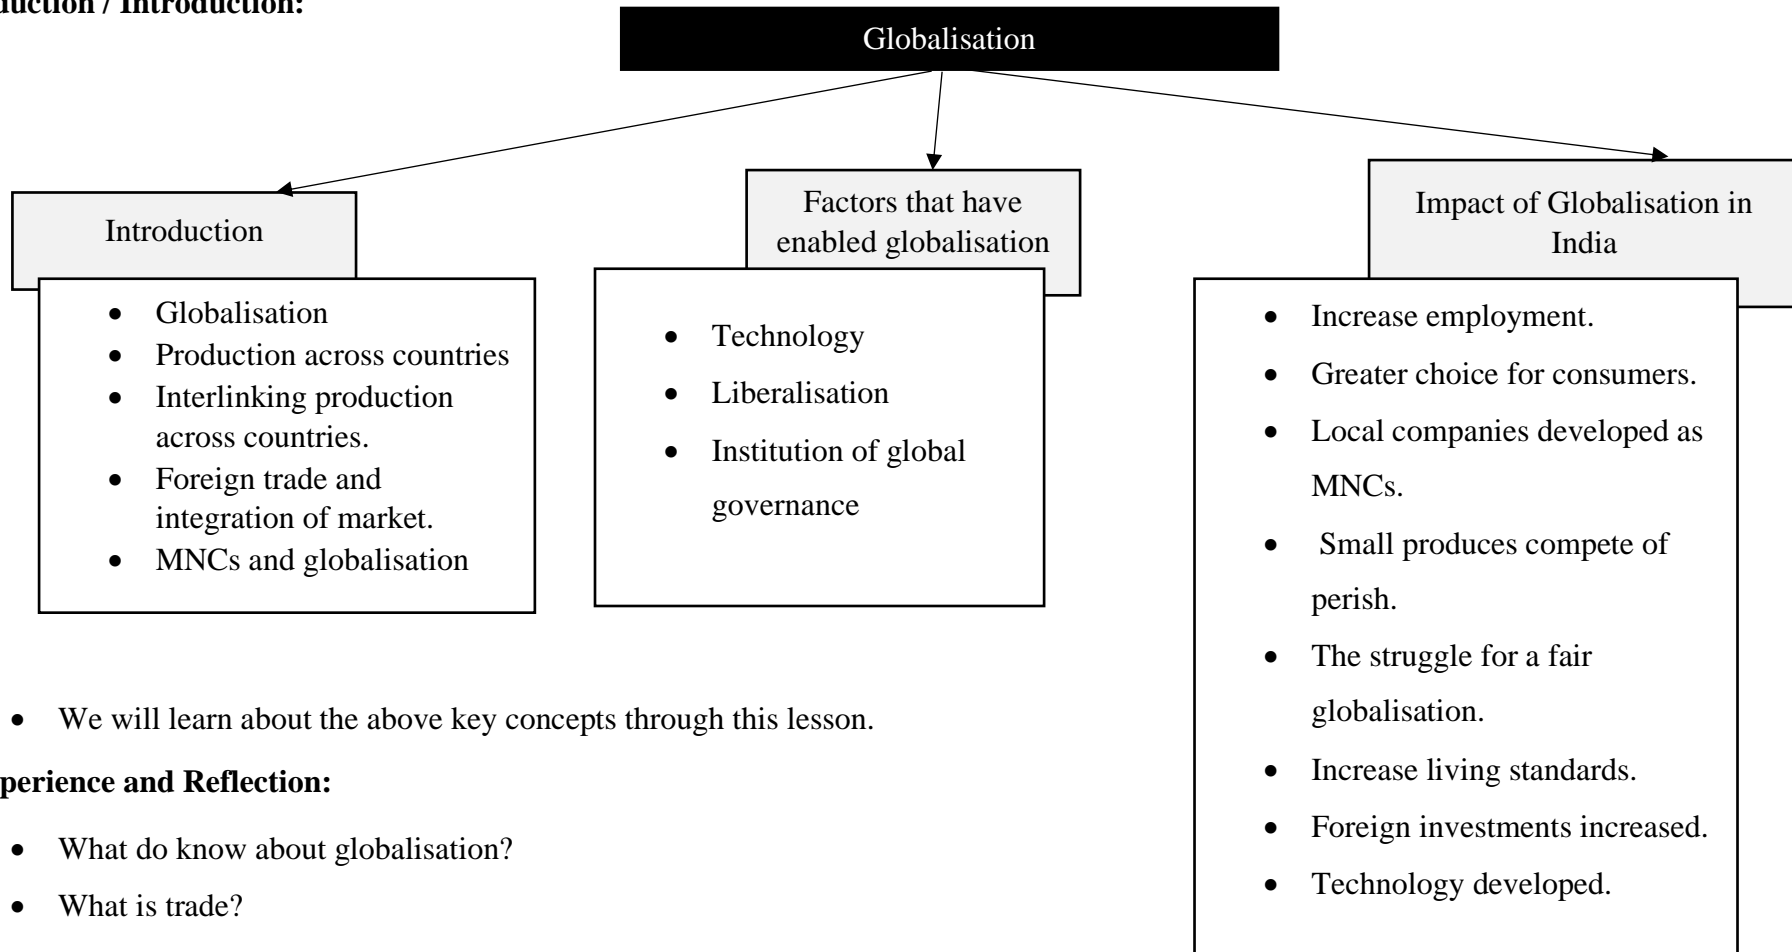 duction / Introduction:
Globalisation
Introduction
• Globalisation
• Production across countries
• Interlinking production
across countries.
• Foreign trade and
integration of market.
• MNCs and globalisation
Factors that have
enabled globalisation
• Technology
• Liberalisation
• Institution of global
governance
Impact of Globalisation in
India
• Increase employment.
• Greater choice for consumers.
• Local companies developed as
MNCs.
• Small produces compete of
perish.
• The struggle for a fair
globalisation.
• Increase living standards.
• Foreign investments increased.
• Technology developed.
• We will learn about the above key concepts through this lesson.
perience and Reflection:
• What do know about globalisation?
• What is trade?